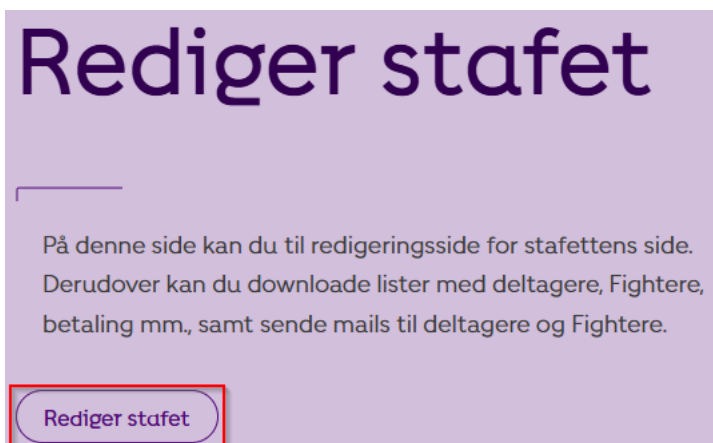 Rediger stafet
På denne side kan du til redigeringsside for stafettens side.
Derudover kan du downloade lister med deltagere, Fightere,
betaling mm., samt sende mails til deltagere og Fightere.
Rediger stafet